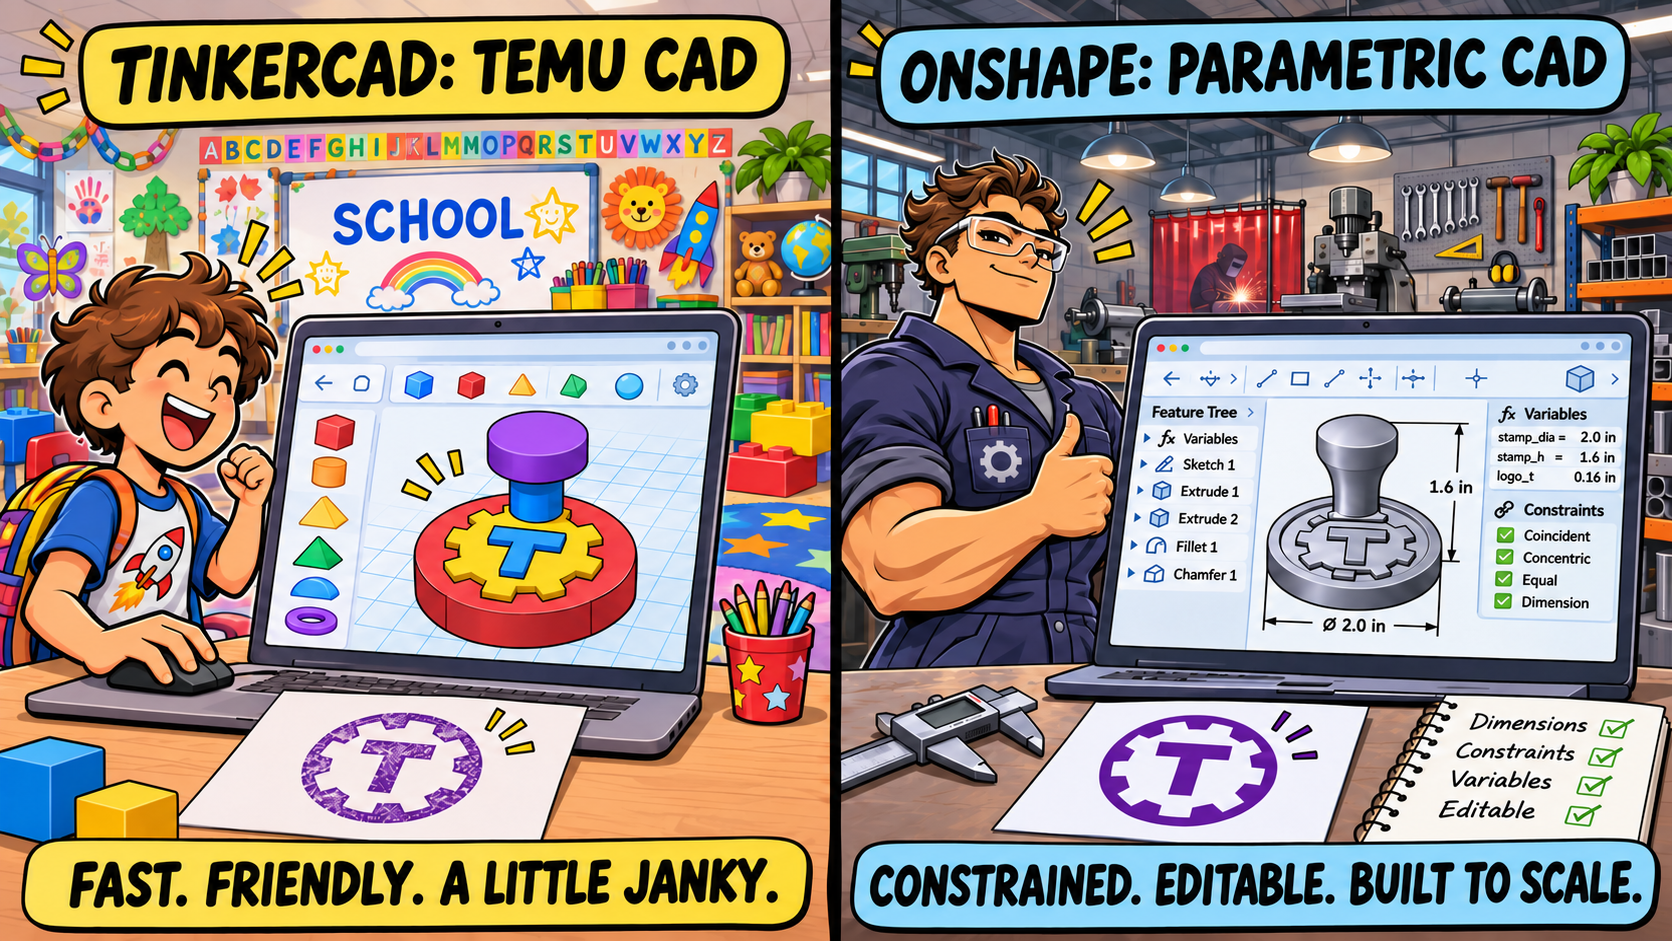 TINKERCAD: TEMU CAD
ABCDEFGHIJKLMMOPQRSTUVWXYZ
SCHOOL
T
T
FAST. FRIENDLY. A LITTLE JANKY.
ONSHAPE: PARAMETRIC CAD
Feature Tree
fx Variables
Sketch 1
Extrude 1
Extrude 2
Fillet 1
Chamfer 1
T
1.6 in
Ø 2.0 in
fx Variables
stamp_dia = 2.0 in
stamp_h = 1.6 in
logo_t 0.16 in
Constraints
Coincident
Concentric
Equal
Dimension
T
Dimensions
Constraints
Variables
Editable
CONSTRAINED. EDITABLE. BUILT TO SCALE.